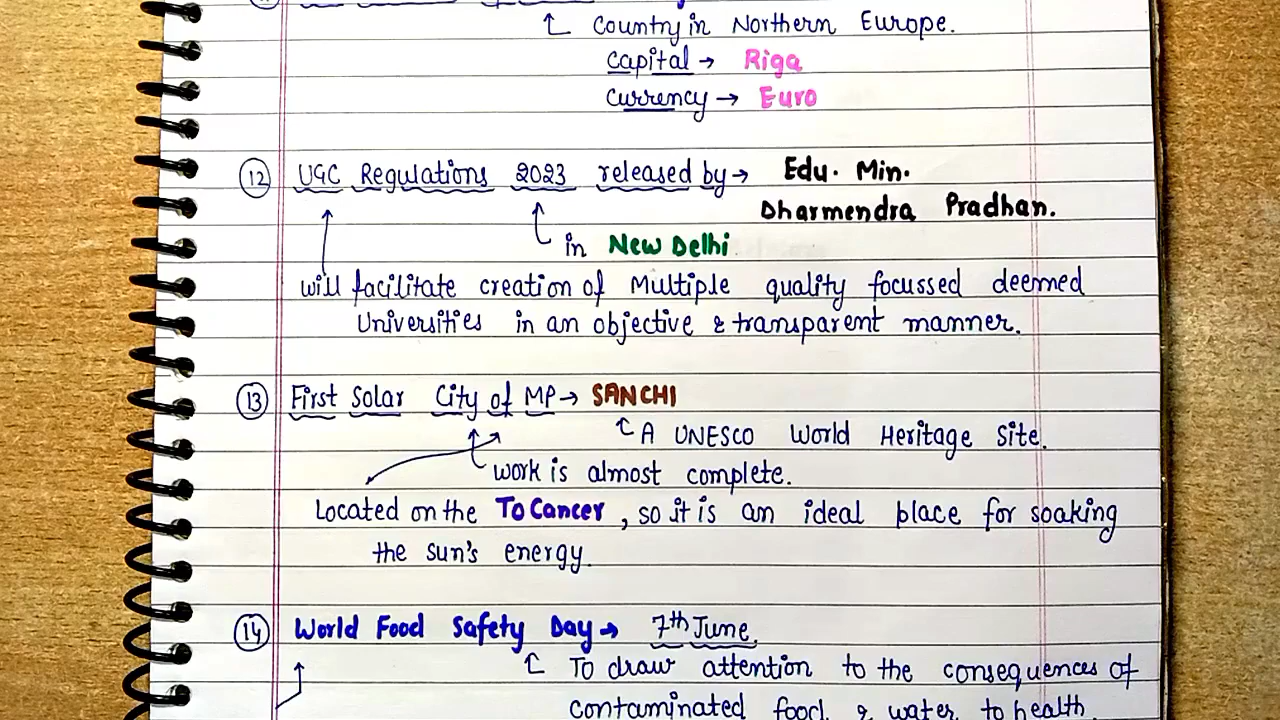 Country in Northern Europe.
Capital → Riga
Currency → Euro
12 UGC Regulations 2023 released by → Edu. Min.
Dharmendra Pradhan.
in New Delhi
will facilitate creation of Multiple quality focussed deemed
Universities in an objective & transparent manner.
13 First Solar City of MP → SANCHI
A UNESCO World Heritage Site.
work is almost complete.
Located on the ToCancer, so it is an ideal place for soaking
the sun's energy.
14 World Food Safety Day → 7th June.
To draw attention to the consequences of
contaminated food & water to health.